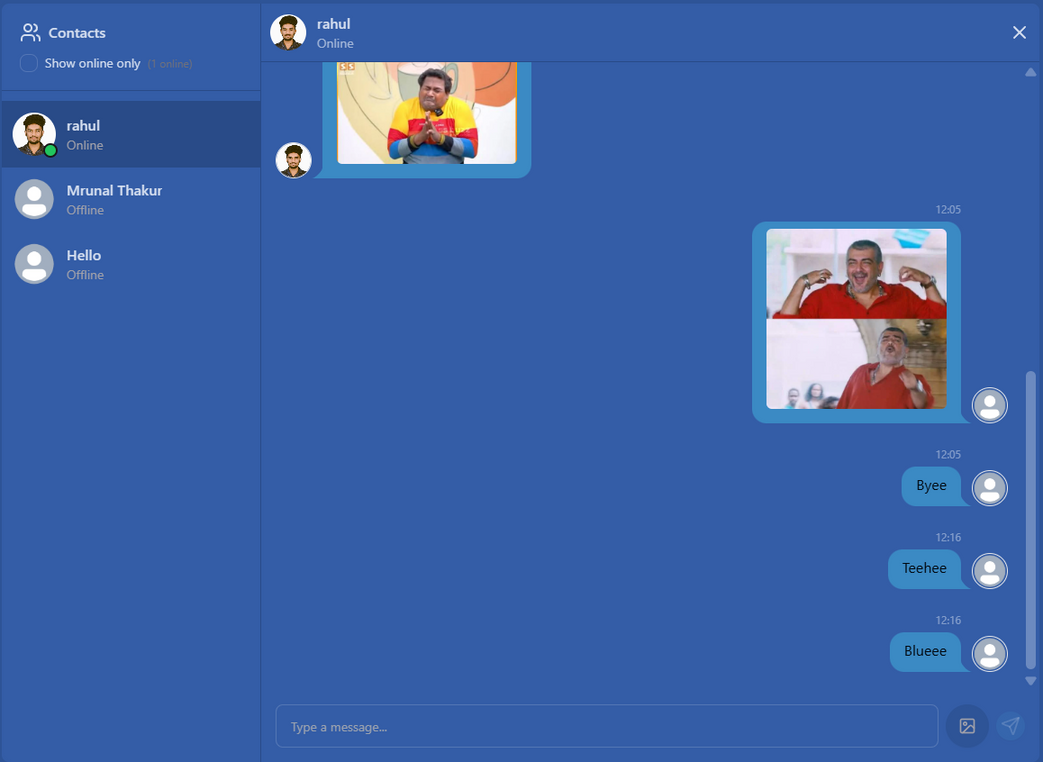 Contacts
Show online only (1 online)
rahul
Online
Mrunal Thakur
Offline
Hello
Offline
rahul
Online
12:05
12:05
Byee
12:16
Teehee
12:16
Blueee
Type a message...